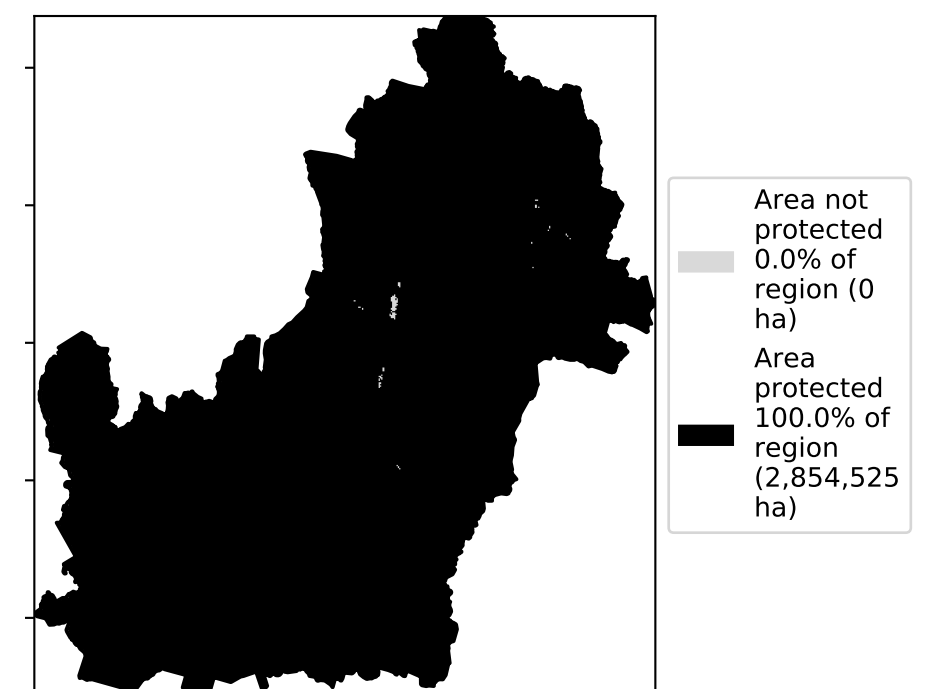 Area not
protected
0.0% of
region (0
ha)
Area
protected
100.0% of
region
(2,854,525
ha)